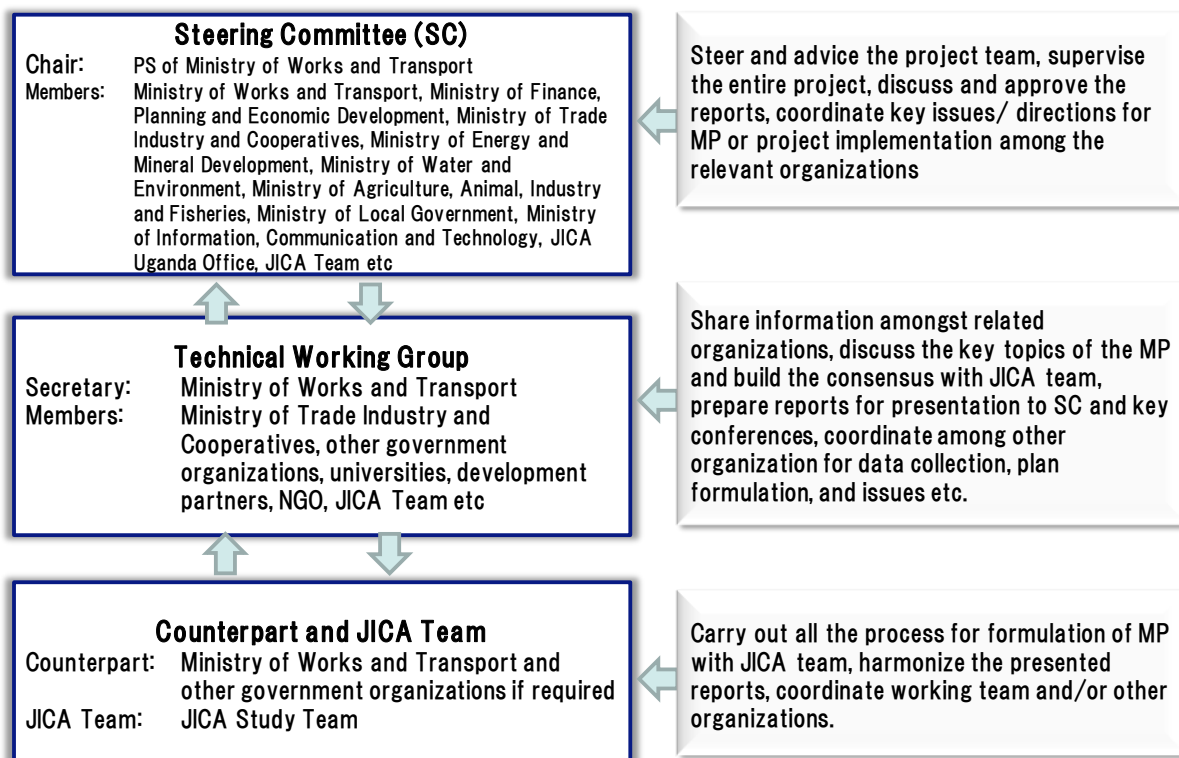 Steering Committee (SC)
Chair: PS of Ministry of Works and Transport
Members: Ministry of Works and Transport, Ministry of Finance,
Planning and Economic Development, Ministry of Trade
Industry and Cooperatives, Ministry of Energy and
Mineral Development, Ministry of Water and
Environment, Ministry of Agriculture, Animal, Industry
and Fisheries, Ministry of Local Government, Ministry
of Information, Communication and Technology, JICA
Uganda Office, JICA Team etc
Steer and advice the project team, supervise
the entire project, discuss and approve the
reports, coordinate key issues/ directions for
MP or project implementation among the
relevant organizations
Technical Working Group
Secretary: Ministry of Works and Transport
Members: Ministry of Trade Industry and
Cooperatives, other government
organizations, universities, development
partners, NGO, JICA Team etc
Share information amongst related
organizations, discuss the key topics of the MP
and build the consensus with JICA team,
prepare reports for presentation to SC and key
conferences, coordinate among other
organization for data collection, plan
formulation, and issues etc.
Counterpart and JICA Team
Counterpart: Ministry of Works and Transport and
other government organizations if required
JICA Team: JICA Study Team
Carry out all the process for formulation of MP
with JICA team, harmonize the presented
reports, coordinate working team and/or other
organizations.